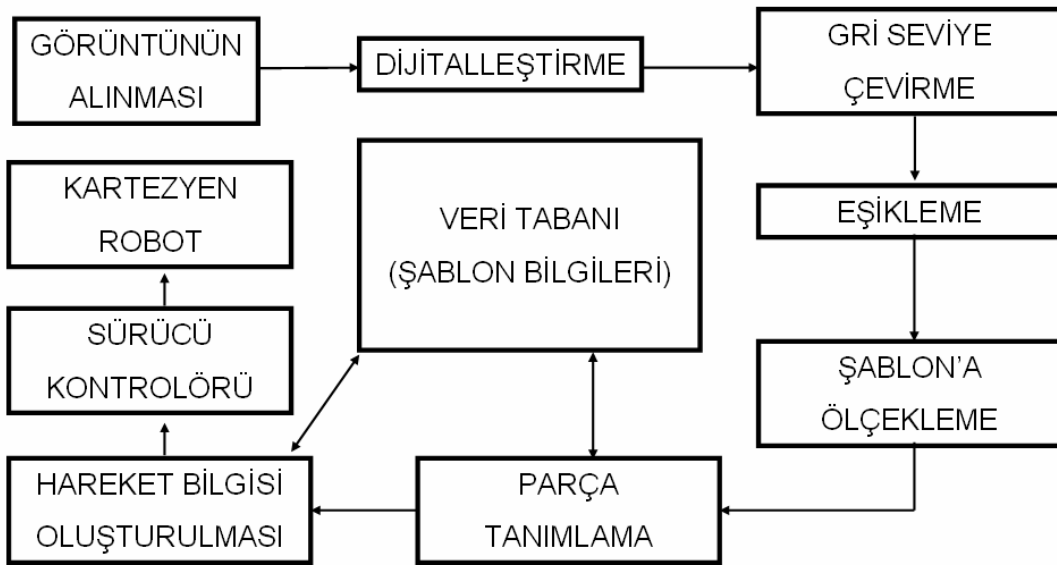 GÖRÜNTÜNÜN
ALINMASI
DİJİTALLEŞTİRME
GRİ SEVİYE
ÇEVİRME
EŞİKLEME
ŞABLON'A
ÖLÇEKLEME
PARÇA
TANIMLAMA
VERİ TABANI
(ŞABLON BİLGİLERİ)
HAREKET BİLGİSİ
OLUŞTURULMASI
SÜRÜCÜ
KONTROLÖRÜ
KARTEZYEN
ROBOT